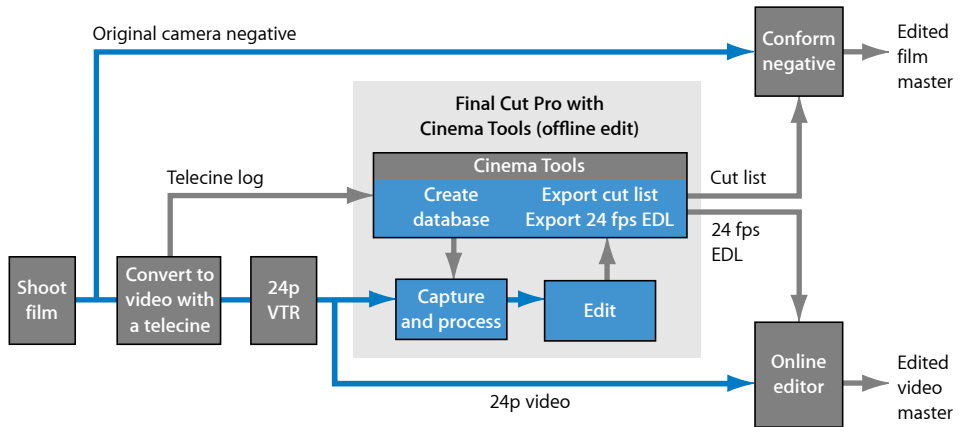 Original camera negative
Conform
negative
Edited
film
master
Final Cut Pro with
Cinema Tools (offline edit)
Cinema Tools
Telecine log
Create
database
Export cut list
Export 24 fps EDL
Cut list
24 fps
EDL
Shoot
film
Convert to
video with
a telecine
24p
VTR
Capture
and process
Edit
Online
editor
Edited
video
master
24p video